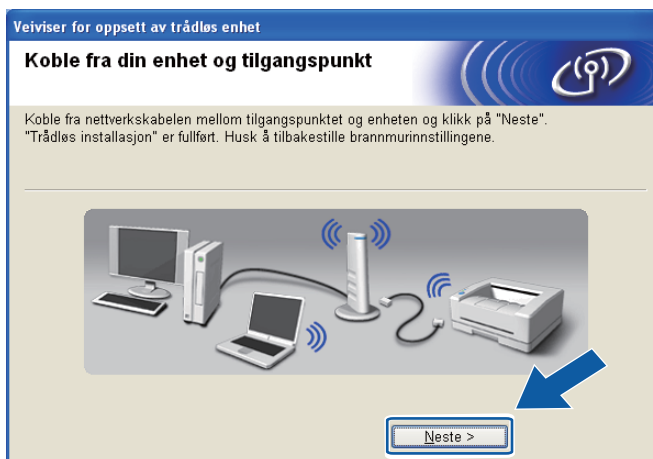 Veiviser for oppsett av trådløs enhet
Koble fra din enhet og tilgangspunkt
Koble fra nettverkskabelen mellom tilgangspunktet og enheten og klikk på "Neste".
"Trådløs installasjon" er fullført. Husk å tilbakestille brannmurinnstillingene.
Neste >